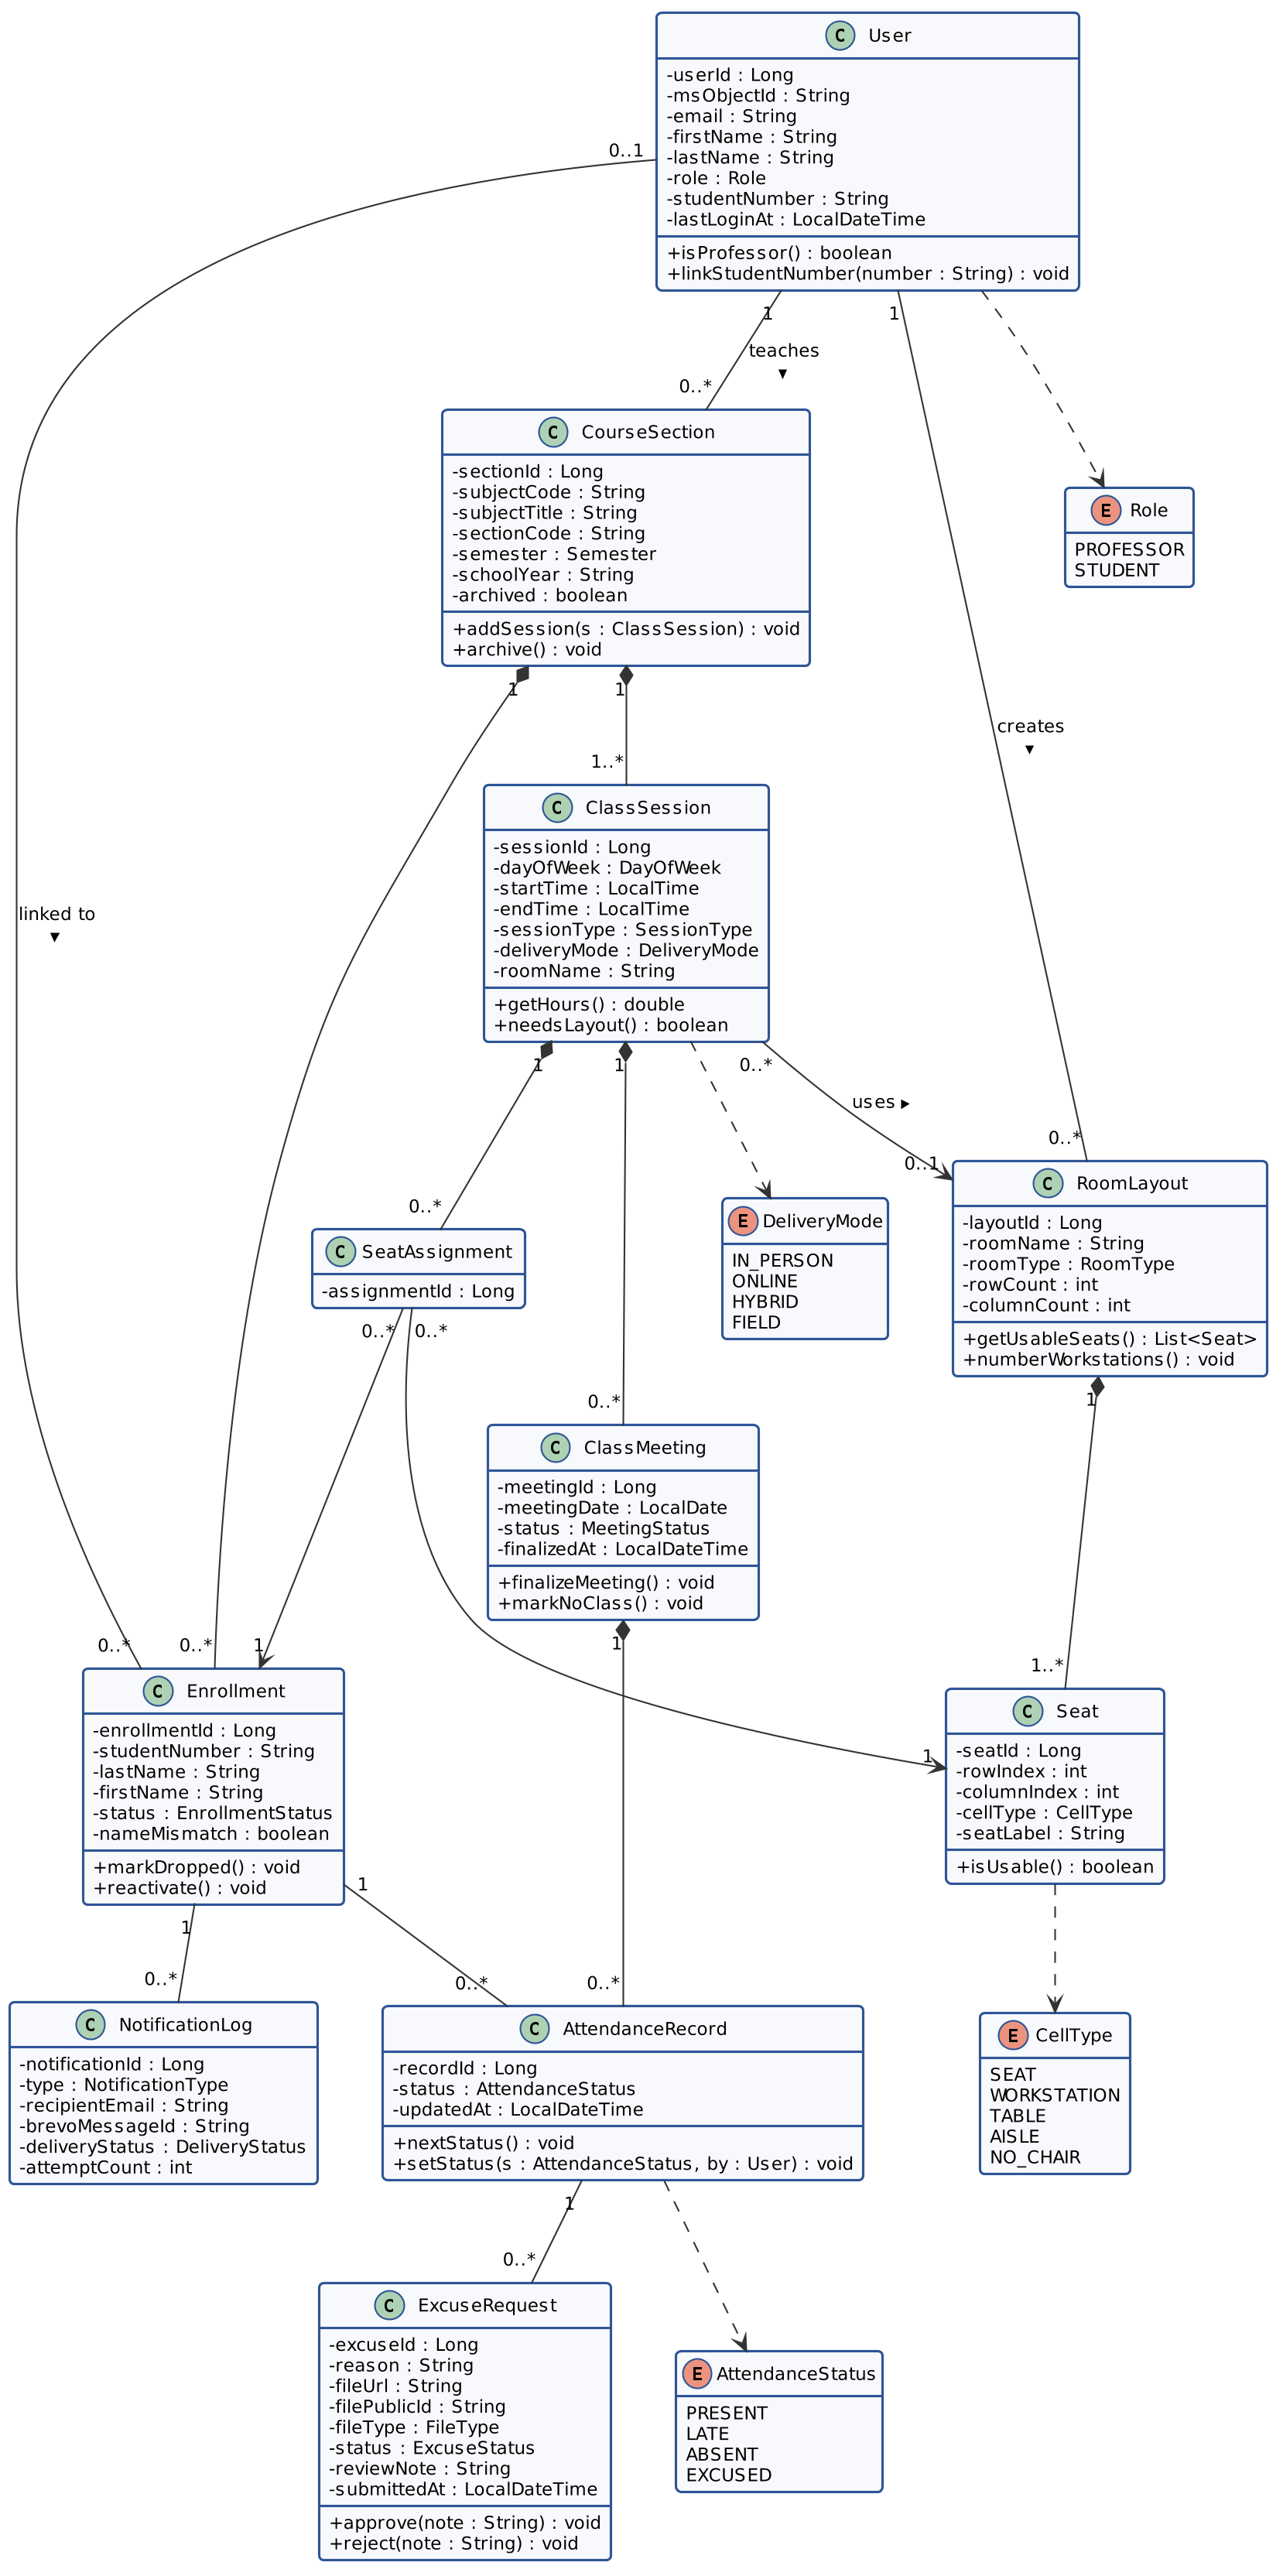 C User
-userId : Long
-msObjectId : String
-email : String
-firstName : String
-lastName : String
-role : Role
-studentNumber : String
-lastLoginAt : LocalDateTime
+isProfessor() : boolean
+linkStudentNumber(number : String) : void
0..1
1
1
teaches
0..*
C CourseSection
-sectionId : Long
-subjectCode : String
-subjectTitle : String
-sectionCode : String
-semester : Semester
-schoolYear : String
-archived : boolean
+addSession(s : ClassSession) : void
+archive() : void
E Role
PROFESSOR
STUDENT
1
1
creates
1..*
C ClassSession
-sessionId : Long
-dayOfWeek : DayOfWeek
-startTime : LocalTime
-endTime : LocalTime
-sessionType : SessionType
-deliveryMode : DeliveryMode
-roomName : String
+getHours() : double
+needsLayout() : boolean
linked to
1
1
0..*
uses
0..*
0..1
0..*
C SeatAssignment
-assignmentId : Long
E DeliveryMode
IN_PERSON
ONLINE
HYBRID
FIELD
C RoomLayout
-layoutId : Long
-roomName : String
-roomType : RoomType
-rowCount : int
-columnCount : int
+getUsableSeats() : List<Seat>
+numberWorkstations() : void
0..*
0..*
0..*
1
C ClassMeeting
-meetingId : Long
-meetingDate : LocalDate
-status : MeetingStatus
-finalizedAt : LocalDateTime
+finalizeMeeting() : void
+markNoClass() : void
0..*
0..*
1
1
1..*
C Enrollment
-enrollmentId : Long
-studentNumber : String
-lastName : String
-firstName : String
-status : EnrollmentStatus
-nameMismatch : boolean
+markDropped() : void
+reactivate() : void
1
C Seat
-seatId : Long
-rowIndex : int
-columnIndex : int
-cellType : CellType
-seatLabel : String
+isUsable() : boolean
1
1
0..*
0..*
0..*
C NotificationLog
-notificationId : Long
-type : NotificationType
-recipientEmail : String
-brevoMessageId : String
-deliveryStatus : DeliveryStatus
-attemptCount : int
C AttendanceRecord
-recordId : Long
-status : AttendanceStatus
-updatedAt : LocalDateTime
+nextStatus() : void
+setStatus(s : AttendanceStatus, by : User) : void
E CellType
SEAT
WORKSTATION
TABLE
AISLE
NO_CHAIR
1
0..*
C ExcuseRequest
-excuseId : Long
-reason : String
-fileUrl : String
-filePublicId : String
-fileType : FileType
-status : ExcuseStatus
-reviewNote : String
-submittedAt : LocalDateTime
+approve(note : String) : void
+reject(note : String) : void
E AttendanceStatus
PRESENT
LATE
ABSENT
EXCUSED